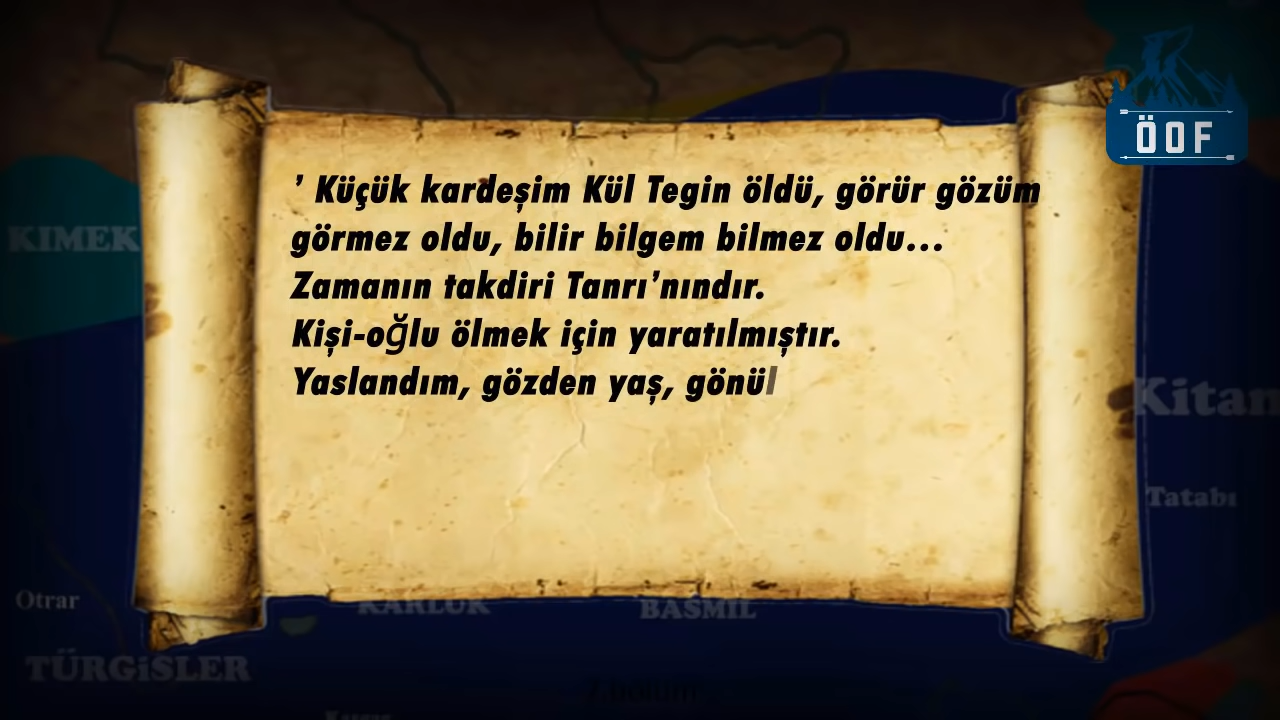 ÖOF
’ Küçük kardeşim Kül Tegin öldü, görür gözüm
görmez oldu, bilir bilgem bilmez oldu...
Zamanın takdiri Tanrı’nındır.
Kişi-oğlu ölmek için yaratılmıştır.
Yaslandım, gözden yaş, gönül
KIMEK
Kitan
Tatabı
Otrar
KARLUK
BASMIL
TÜRGiSLER